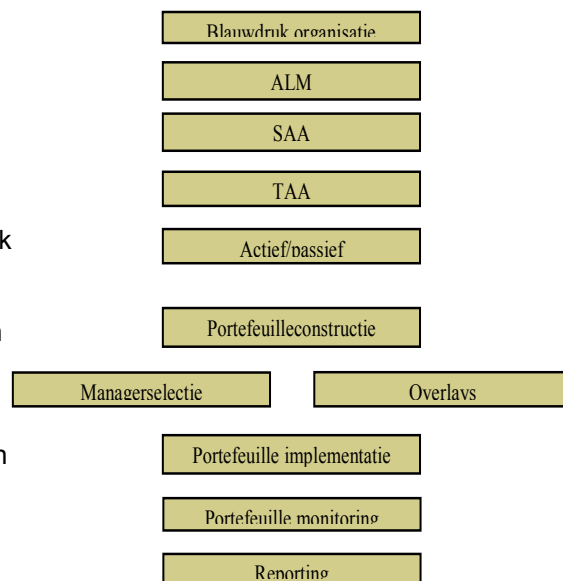 Blauwdruk organisatie
ALM
SAA
TAA
k
Actief/passief
Portefeuilleconstructie
Managerselectie
Overlays
n
Portefeuille implementatie
Portefeuille monitoring
Reporting